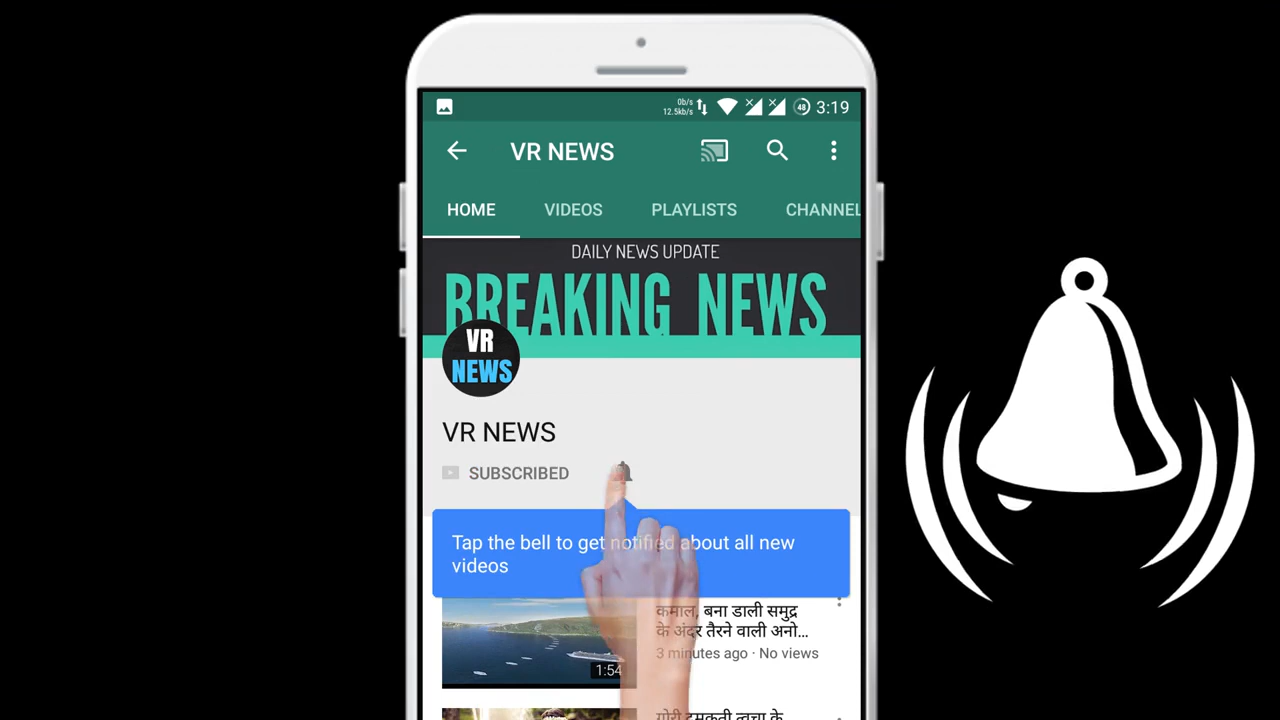 0b/s
12.5kb/s
48
3:19
VR NEWS
HOME VIDEOS PLAYLISTS CHANNEL
DAILY NEWS UPDATE
BREAKING NEWS
VR
NEWS
VR NEWS
SUBSCRIBED
Tap the bell to get notified about all new
videos
कमाल, बना डाली समुद्र
के अंदर तैरने वाली अनो...
3 minutes ago · No views
1:54
गोरी दमकती त्वचा के